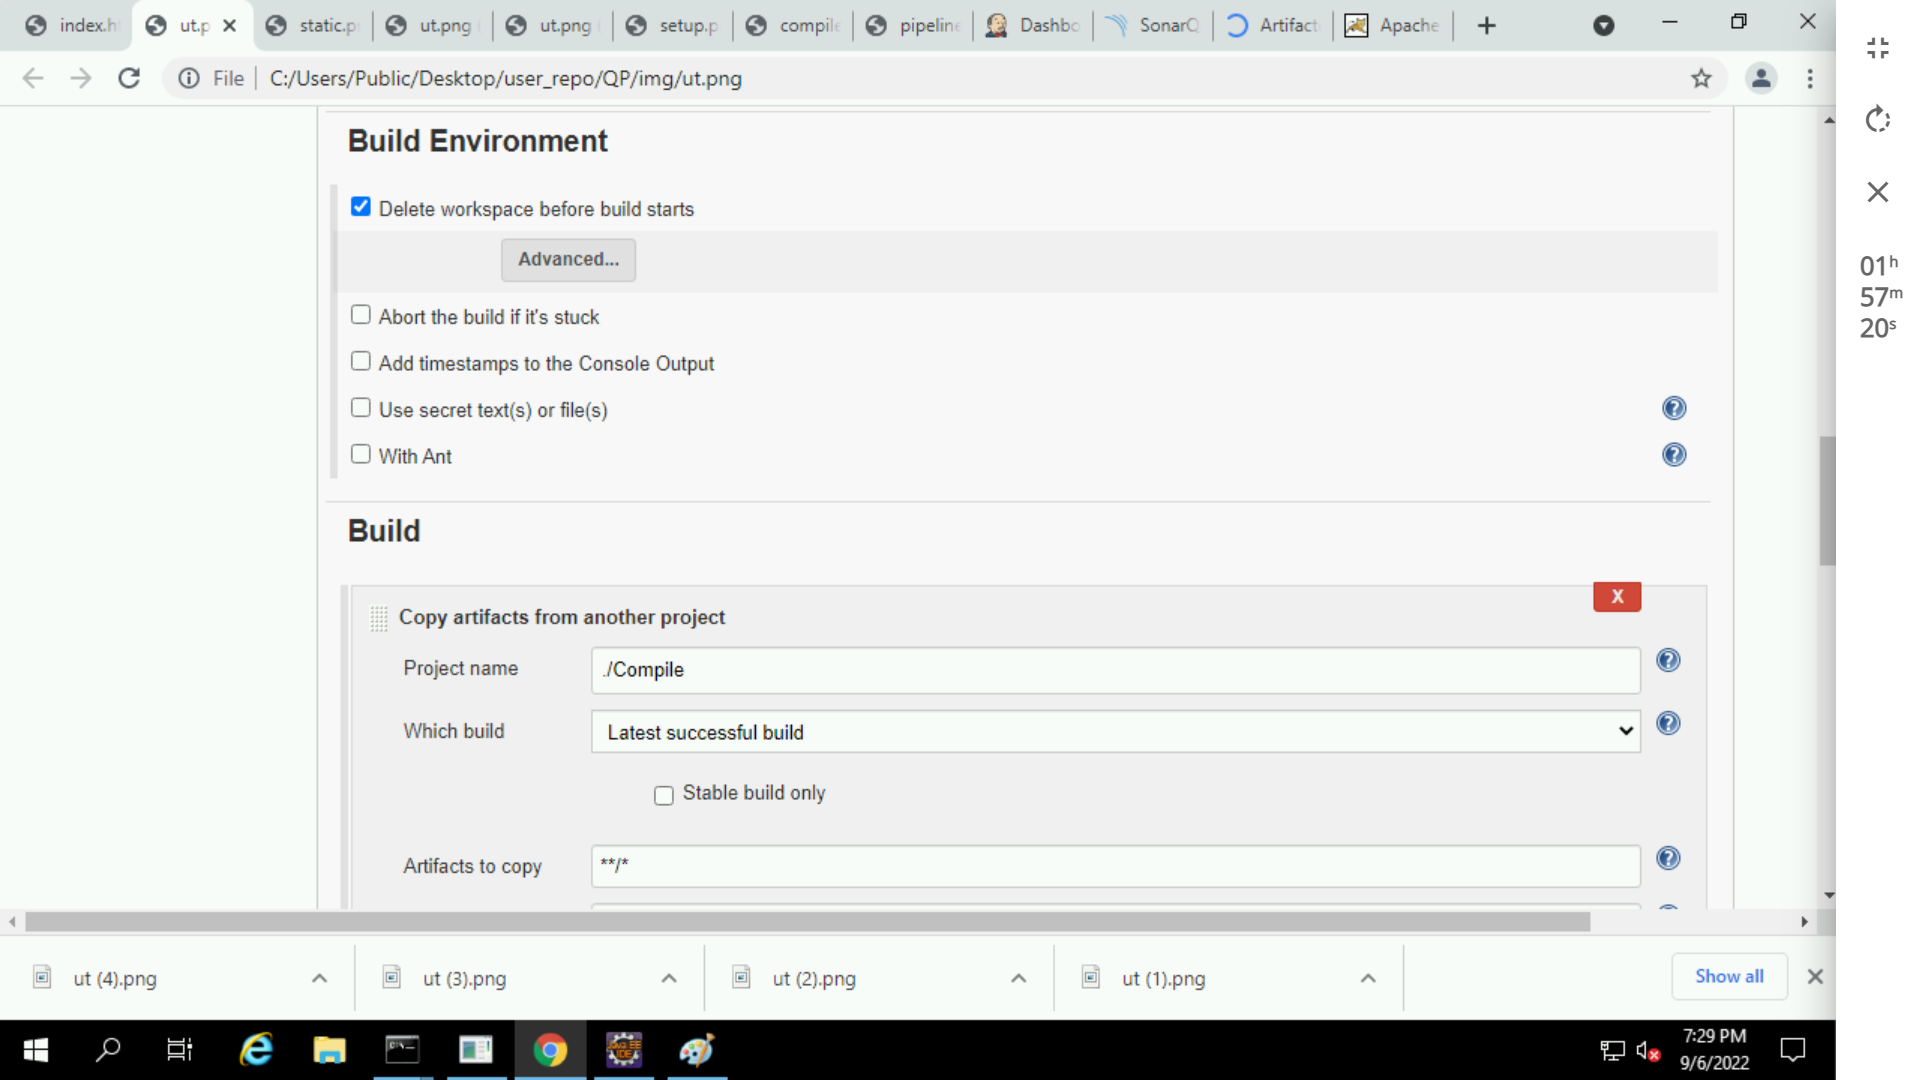 index.h
ut.p
static.p
ut.png
ut.png
setup.p
compile
pipeline
Dashbo
SonarQ
Artifact
Apache
File
C:/Users/Public/Desktop/user_repo/QP/img/ut.png
01h
57m
20s
Build Environment
Delete workspace before build starts
Advanced...
Abort the build if it's stuck
Add timestamps to the Console Output
Use secret text(s) or file(s)
With Ant
Build
X
Copy artifacts from another project
Project name
./Compile
Which build
Latest successful build
Stable build only
Artifacts to copy
**/*
ut (4).png
ut (3).png
ut (2).png
ut (1).png
Show all
7:29 PM
9/6/2022